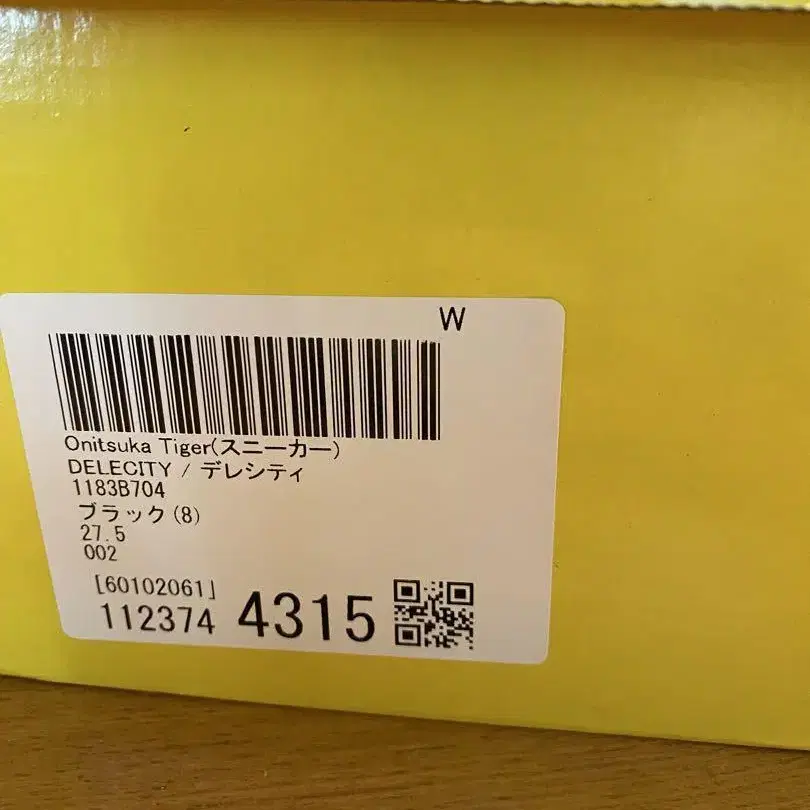 W
Onitsuka Tiger(スニーカー)
DELECITY / デレシティ
1183B704
ブラック(8)
27.5
002
[60102061]
112374 4315